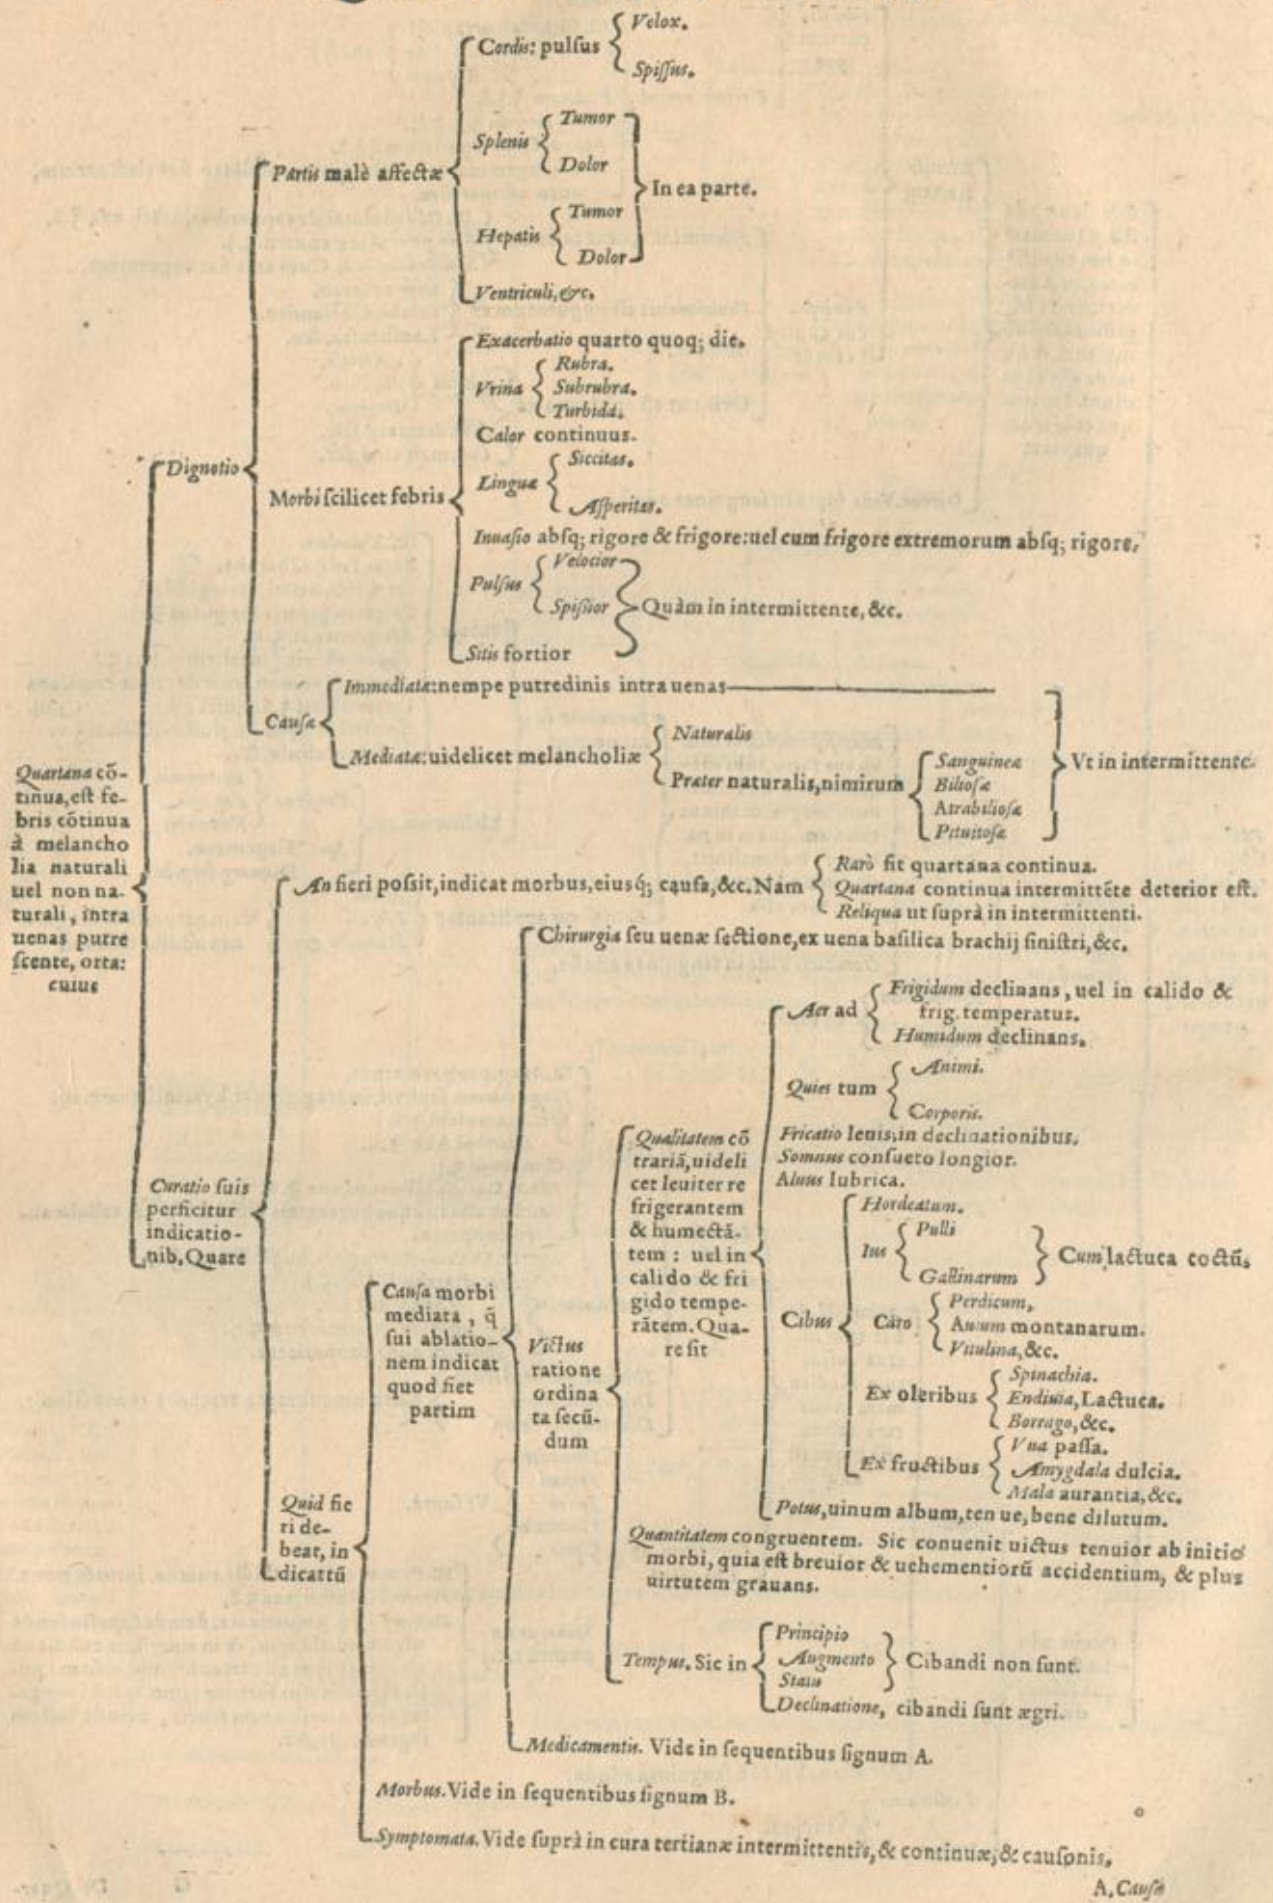 Velox.
Cordis: pulſus
Spiſſus.
Tumor
Splenis
Dolor
Partis malè affectæ
In ea parte.
Tumor
Hepatis
Dolor
Ventriculi, &c.
Exacerbatio quarto quoq; die.
Rubra.
Vrina
Subrubra.
Turbida.
Calor continuus.
Dignotio
Siccitas.
Morbi ſcilicet febris
Linguæ
Aſperitas.
Inuaſio abſq; rigore & frigore: uel cum frigore extremorum abſq; rigore.
Velocior
Pulſus
Spiſsior
Quàm in intermittente, &c.
Sitis fortior
Immediatæ: nempe putredinis intra uenas
Cauſæ
Naturalis
Mediatæ: uidelicet melancholiæ
Præter naturalis, nimirum
Sanguineæ
Bilioſæ
Atrabilioſæ
Pituitoſæ
Vt in intermittente.
Quartana cō-
tinua, eſt fe-
bris cōtinua
à melancho
lia naturali
uel non na-
turali, intra
uenas putre
ſcente, orta:
cuius
Rarò fit quartana continua.
An fieri poſsit, indicat morbus, eiusq́; cauſa, &c. Nam
Quartana continua intermittēte deterior eſt.
Reliqua ut ſuprà in intermittenti.
Chirurgia ſeu uenæ ſectione, ex uena baſilica brachij ſiniſtri, &c.
Frigidum declinans, uel in calido &
frig. temperatus.
Aer ad
Humidum declinans.
Animi.
Quies tum
Corporis.
Fricatio lenis, in declinationibus.
Somnus conſueto longior.
Aluus lubrica.
Qualitatem cō
trariā, uideli
cet leuiter re
frigerantem
& humectā-
tem : uel in
calido & fri
gido tempe-
rātem. Qua-
re ſit
Curatio ſuis
perficitur
indicatio-
nib. Quare
Hordeatum.
Pulli
Ius
Gallinarum
Cum lactuca coctū.
Cibus
Perdicum.
Caro
Auium montanarum.
Vitulina, &c.
Spinachia.
Ex oleribus
Endiuia, Lactuca.
Borrago, &c.
Vua paſſa.
Ex fructibus
Amygdala dulcia.
Mala aurantia, &c.
Potus, uinum album, tenue, bene dilutum.
Cauſa morbi
mediata, q̄
ſui ablatio-
nem indicat
quod fiet
partim
Victus
ratione
ordina
ta ſecū-
dum
Quid fie
ri de-
beat, in
dicattū
Quantitatem congruentem. Sic conuenit uictus tenuior ab initio
morbi, quia eſt breuior & uehementiorū accidentium, & plus
uirtutem grauans.
Principio
Tempus. Sic in
Augmento
Statu
Cibandi non ſunt.
Declinatione, cibandi ſunt ægri.
Medicamentis. Vide in ſequentibus ſignum A.
Morbus. Vide in ſequentibus ſignum B.
Symptomata. Vide ſuprà in cura tertianæ intermittentis, & continuæ, & cauſonis.
A. Cauſæ